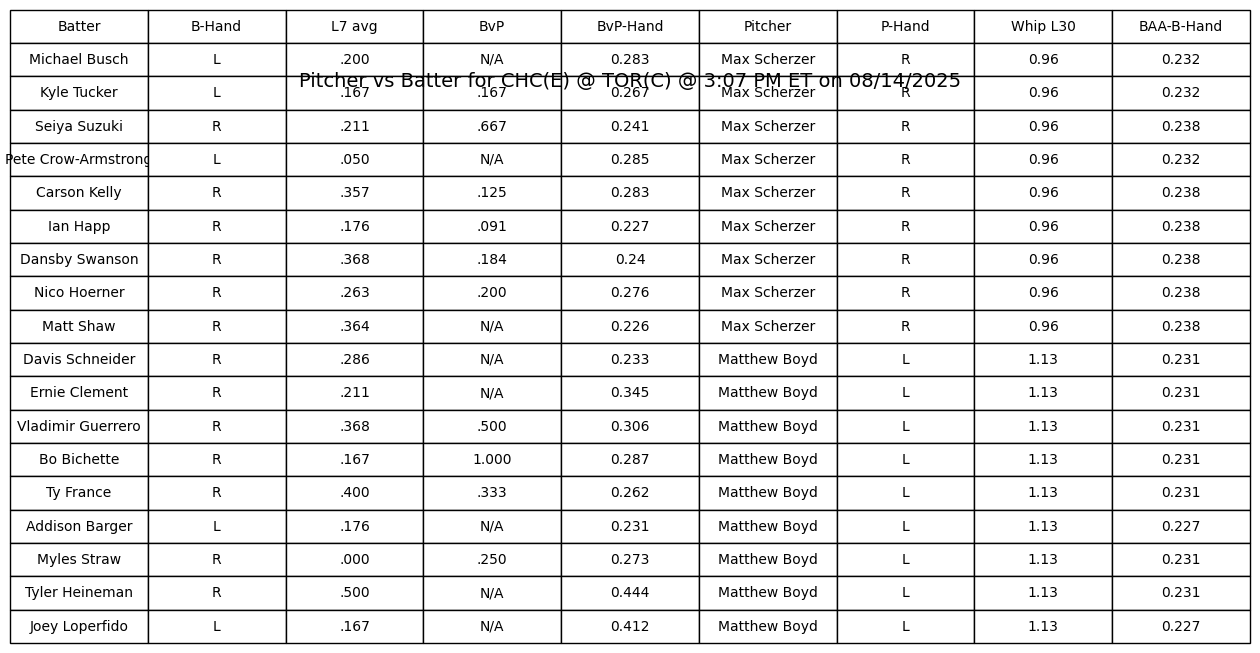 Batter B-Hand L7 avg BvP BvP-Hand Pitcher P-Hand Whip L30 BAA-B-Hand
Michael Busch L .200 N/A 0.283 Max Scherzer R 0.96 0.232
Pitcher vs Batter for CHC(E) @ TOR(C) @ 3:07 PM ET on 08/14/2025
Kyle Tucker L .167 .167 0.267 Max Scherzer R 0.96 0.232
Seiya Suzuki R .211 .667 0.241 Max Scherzer R 0.96 0.238
Pete Crow-Armstrong L .050 N/A 0.285 Max Scherzer R 0.96 0.232
Carson Kelly R .357 .125 0.283 Max Scherzer R 0.96 0.238
Ian Happ R .176 .091 0.227 Max Scherzer R 0.96 0.238
Dansby Swanson R .368 .184 0.24 Max Scherzer R 0.96 0.238
Nico Hoerner R .263 .200 0.276 Max Scherzer R 0.96 0.238
Matt Shaw R .364 N/A 0.226 Max Scherzer R 0.96 0.238
Davis Schneider R .286 N/A 0.233 Matthew Boyd L 1.13 0.231
Ernie Clement R .211 N/A 0.345 Matthew Boyd L 1.13 0.231
Vladimir Guerrero R .368 .500 0.306 Matthew Boyd L 1.13 0.231
Bo Bichette R .167 1.000 0.287 Matthew Boyd L 1.13 0.231
Ty France R .400 .333 0.262 Matthew Boyd L 1.13 0.231
Addison Barger L .176 N/A 0.231 Matthew Boyd L 1.13 0.227
Myles Straw R .000 .250 0.273 Matthew Boyd L 1.13 0.231
Tyler Heineman R .500 N/A 0.444 Matthew Boyd L 1.13 0.231
Joey Loperfido L .167 N/A 0.412 Matthew Boyd L 1.13 0.227